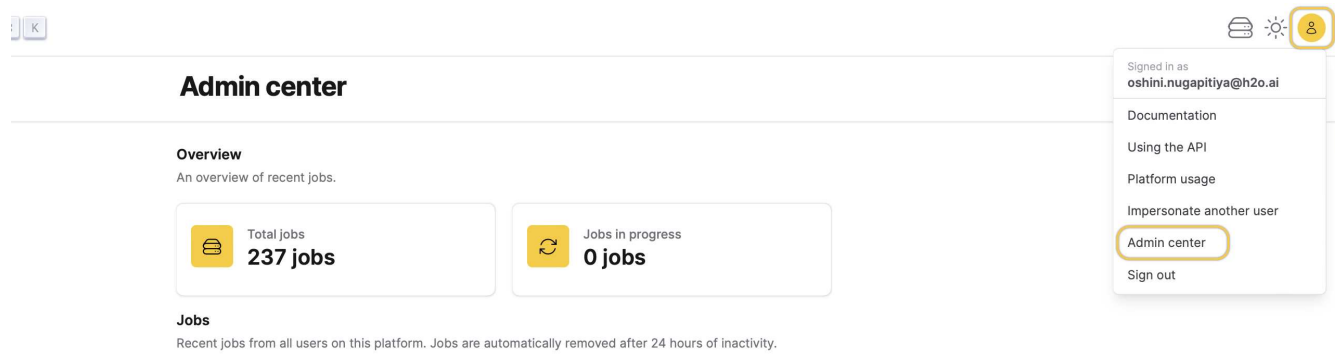 K
Admin center
Signed in as
oshini.nugapitiya@h2o.ai
Documentation
Using the API
Platform usage
Impersonate another user
Admin center
Sign out
Overview
An overview of recent jobs.
Total jobs
237 jobs
Jobs in progress
0 jobs
Jobs
Recent jobs from all users on this platform. Jobs are automatically removed after 24 hours of inactivity.